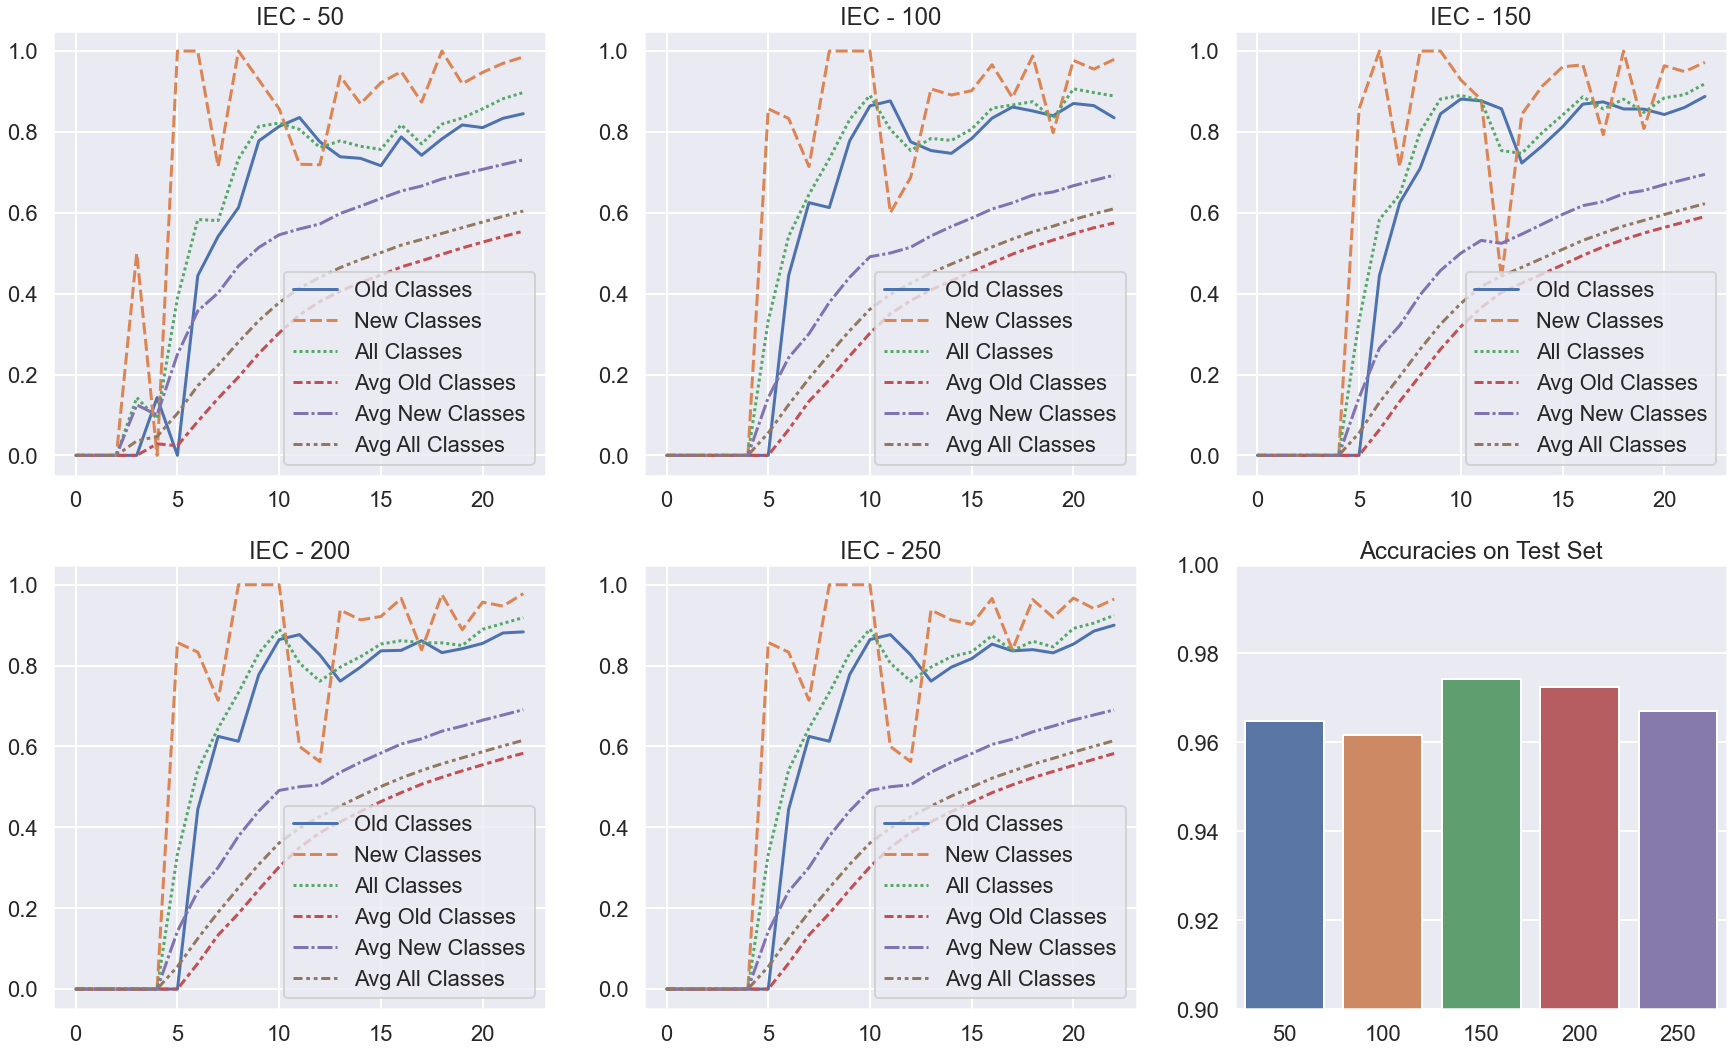 IEC - 50
1.0
0.8
0.6
0.4
0.2
0.0
0 5 10 15 20
Old Classes
New Classes
All Classes
Avg Old Classes
Avg New Classes
Avg All Classes
IEC - 100
1.0
0.8
0.6
0.4
0.2
0.0
0 5 10 15 20
Old Classes
New Classes
All Classes
Avg Old Classes
Avg New Classes
Avg All Classes
IEC - 150
1.0
0.8
0.6
0.4
0.2
0.0
0 5 10 15 20
Old Classes
New Classes
All Classes
Avg Old Classes
Avg New Classes
Avg All Classes
IEC - 200
1.0
0.8
0.6
0.4
0.2
0.0
0 5 10 15 20
Old Classes
New Classes
All Classes
Avg Old Classes
Avg New Classes
Avg All Classes
IEC - 250
1.0
0.8
0.6
0.4
0.2
0.0
0 5 10 15 20
Old Classes
New Classes
All Classes
Avg Old Classes
Avg New Classes
Avg All Classes
Accuracies on Test Set
1.00
0.98
0.96
0.94
0.92
0.90
50 100 150 200 250